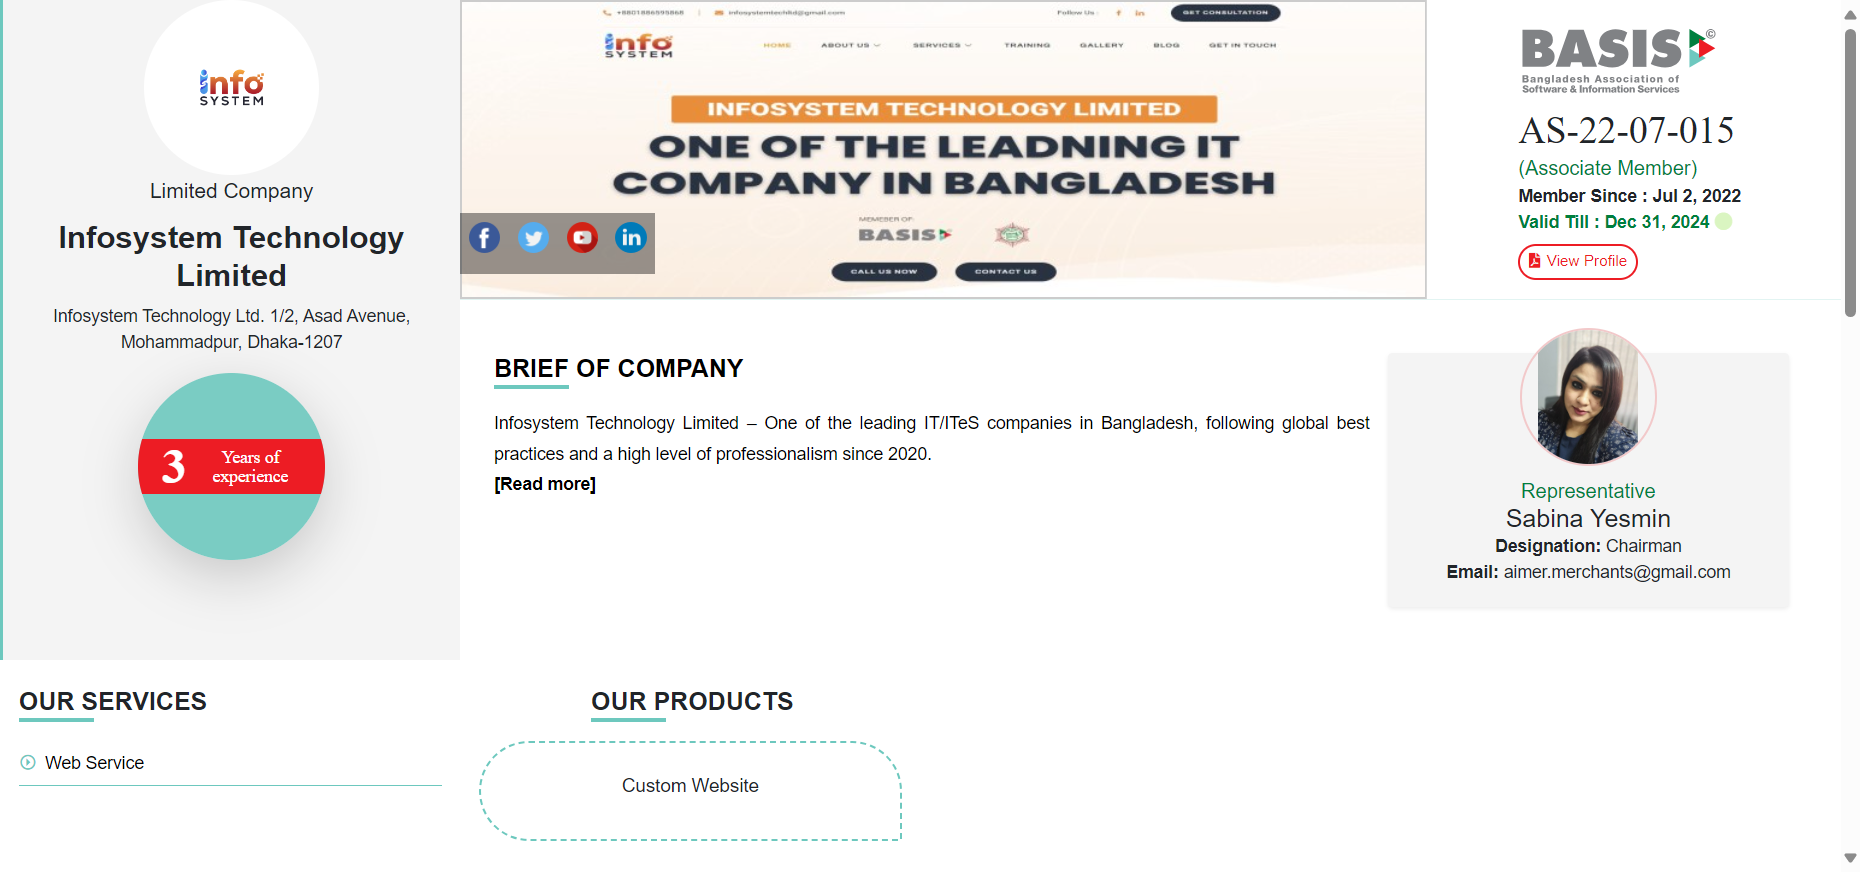 info
SYSTEM
Limited Company
Infosystem Technology
Limited
Infosystem Technology Ltd. 1/2, Asad Avenue,
Mohammadpur, Dhaka-1207
3
Years of
experience
+8801886595868 | infosystemtechltd@gmail.com Follow Us : GET CONSULTATION
info
SYSTEM
HOME ABOUT US SERVICES TRAINING GALLERY BLOG GET IN TOUCH
INFOSYSTEM TECHNOLOGY LIMITED
ONE OF THE LEADNING IT
COMPANY IN BANGLADESH
MEMEBER OF:
BASIS
CALL US NOW CONTACT US
BASIS ©
Bangladesh Association of
Software & Information Services
AS-22-07-015
(Associate Member)
Member Since : Jul 2, 2022
Valid Till : Dec 31, 2024
View Profile
BRIEF OF COMPANY
Infosystem Technology Limited – One of the leading IT/ITeS companies in Bangladesh, following global best
practices and a high level of professionalism since 2020.
[Read more]
Representative
Sabina Yesmin
Designation: Chairman
Email: aimer.merchants@gmail.com
OUR SERVICES
Web Service
OUR PRODUCTS
Custom Website